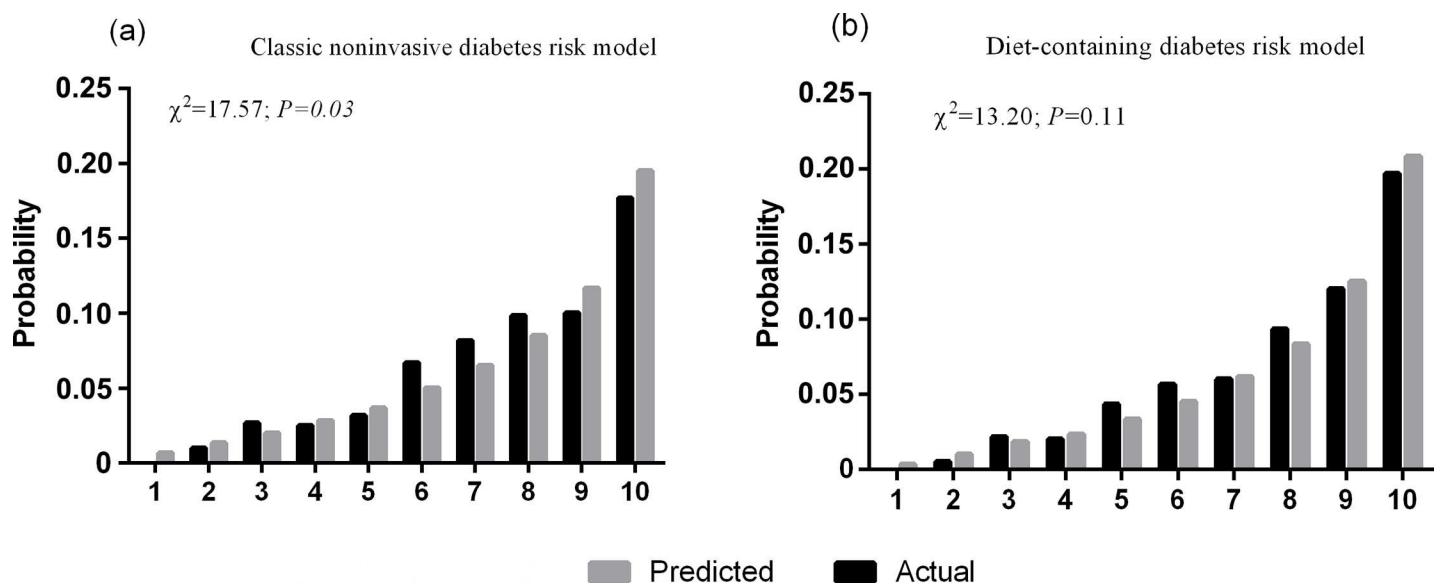 (a)
Classic noninvasive diabetes risk model
χ²=17.57; P=0.03
Probability
0.25
0.20
0.15
0.10
0.05
0
1 2 3 4 5 6 7 8 9 10
(b)
Diet-containing diabetes risk model
χ²=13.20; P=0.11
Probability
0.25
0.20
0.15
0.10
0.05
0
1 2 3 4 5 6 7 8 9 10
Predicted Actual